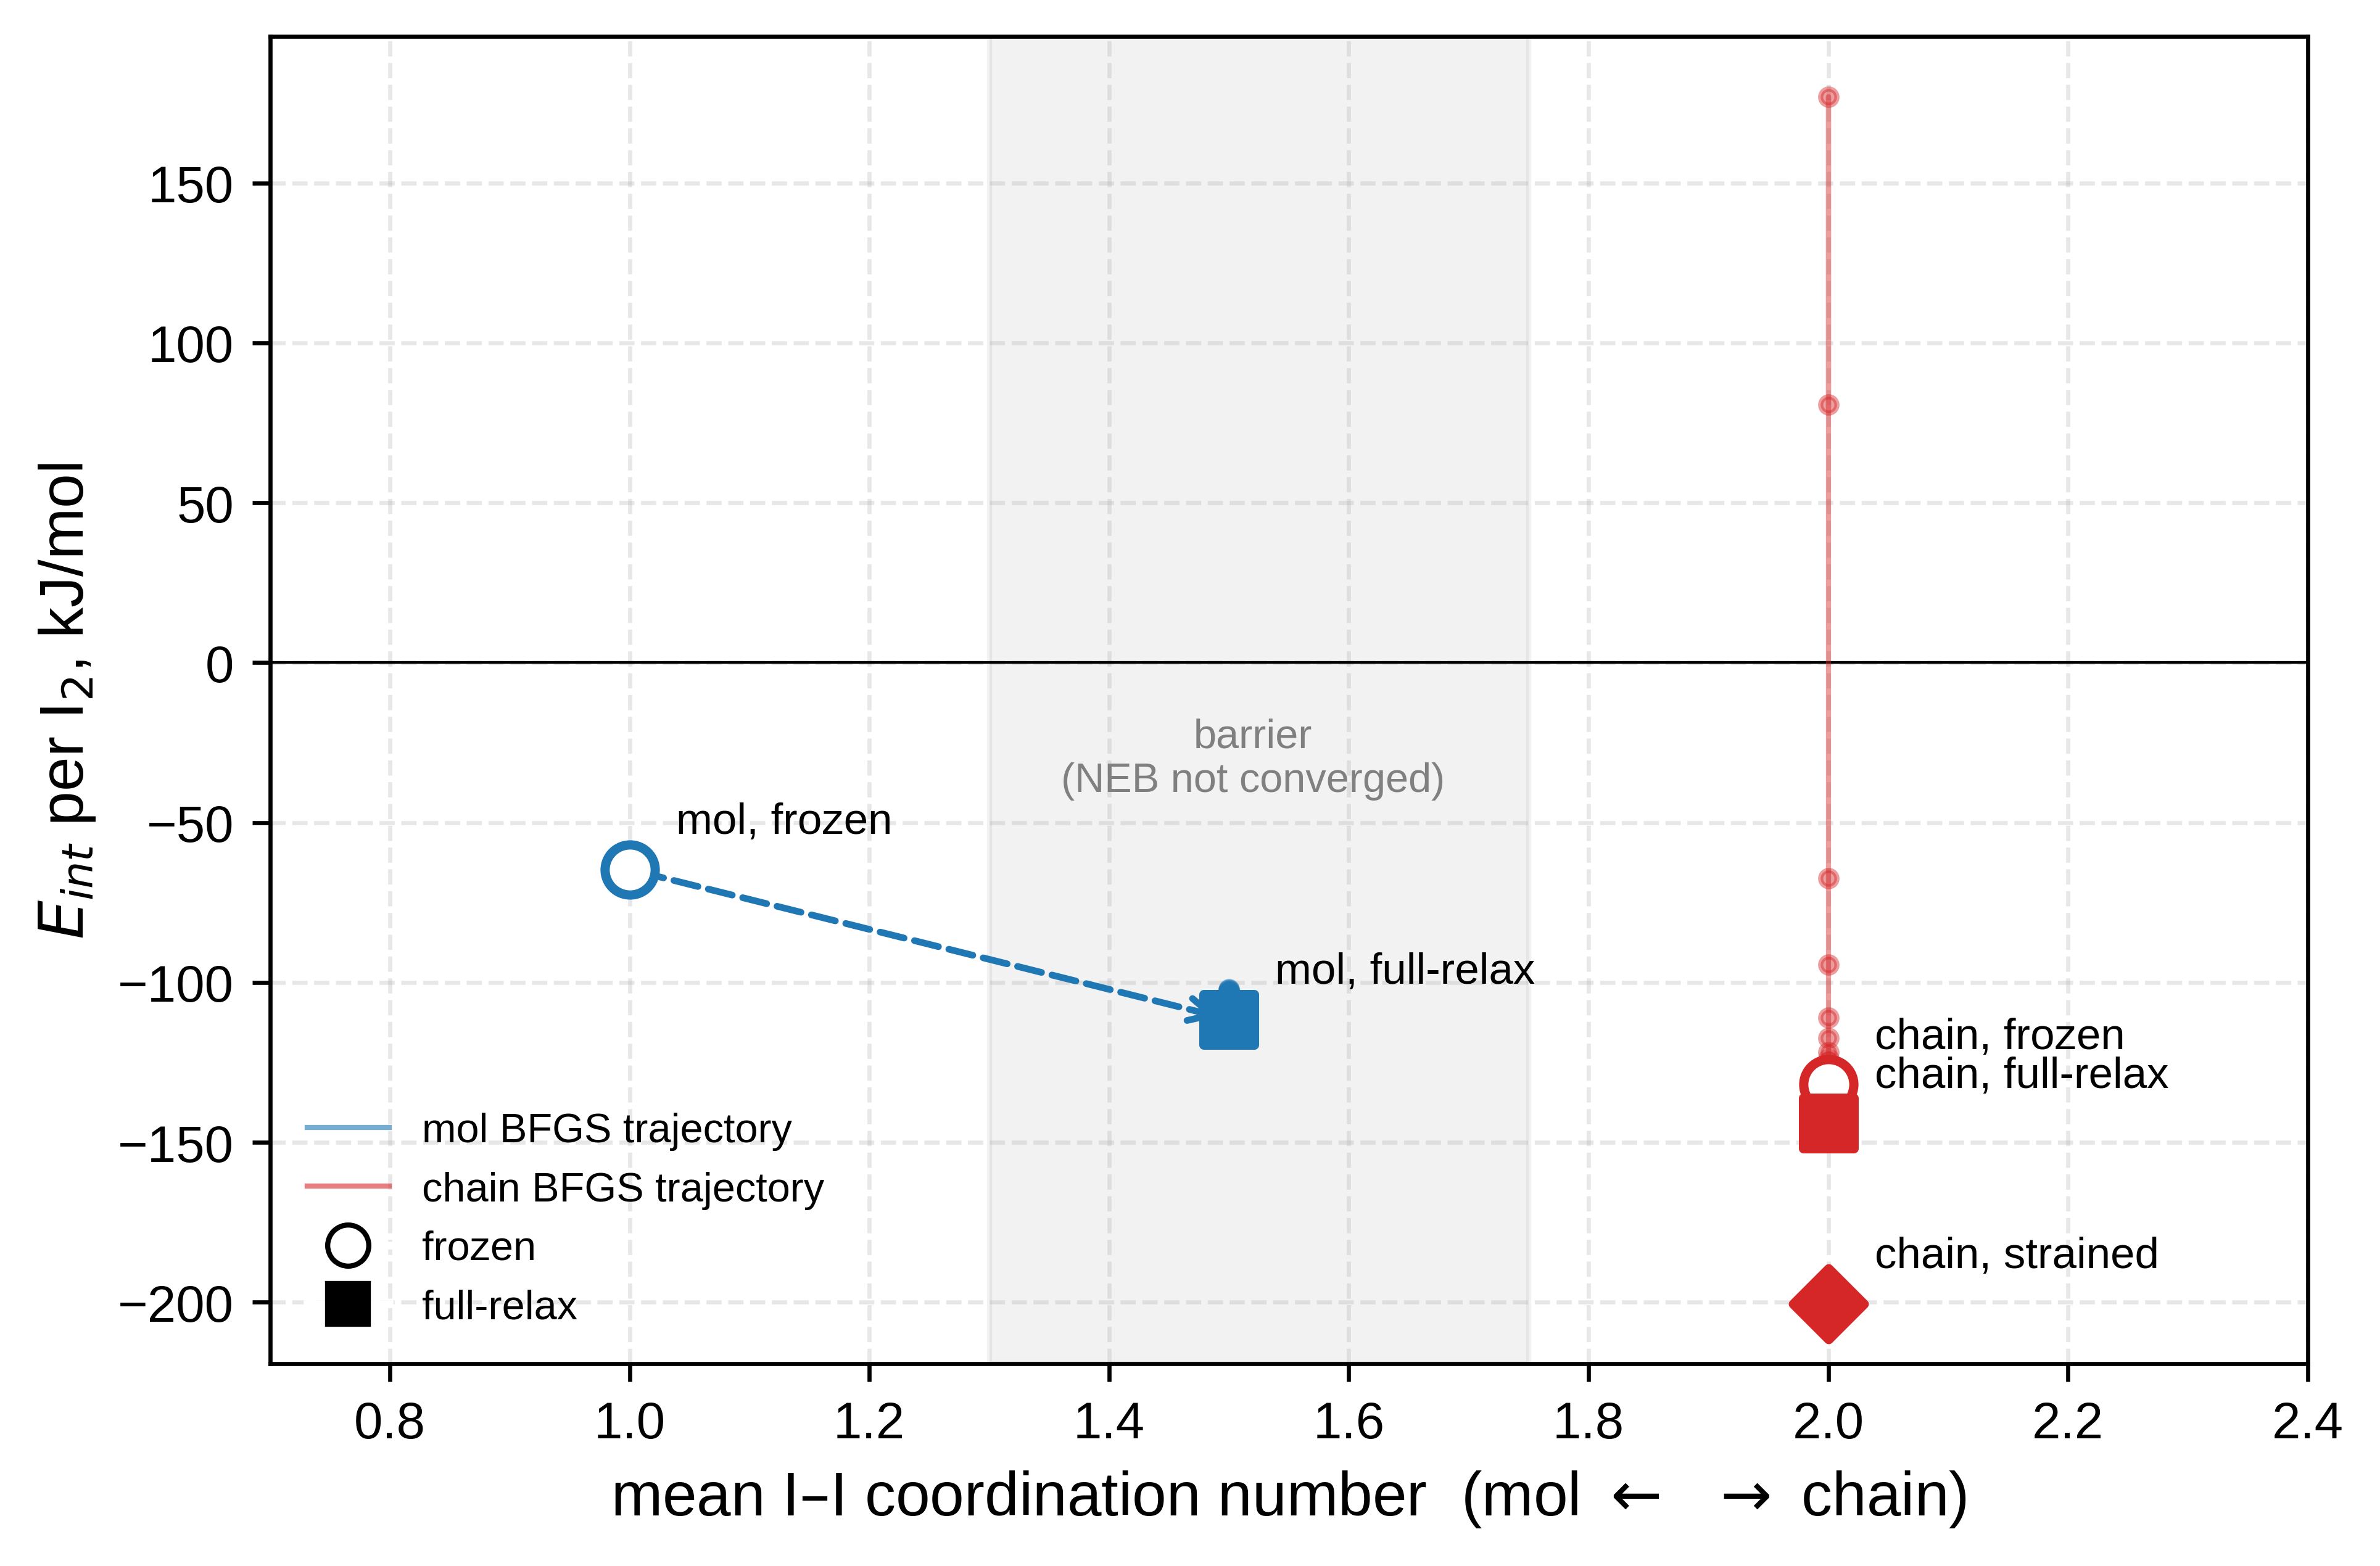 150
100
50
0
−50
−100
−150
−200
E_int per I₂, kJ/mol
barrier
(NEB not converged)
mol, frozen
mol, full-relax
chain, frozen
chain, full-relax
chain, strained
mol BFGS trajectory
chain BFGS trajectory
frozen
full-relax
0.8 1.0 1.2 1.4 1.6 1.8 2.0 2.2 2.4
mean I–I coordination number (mol ← → chain)